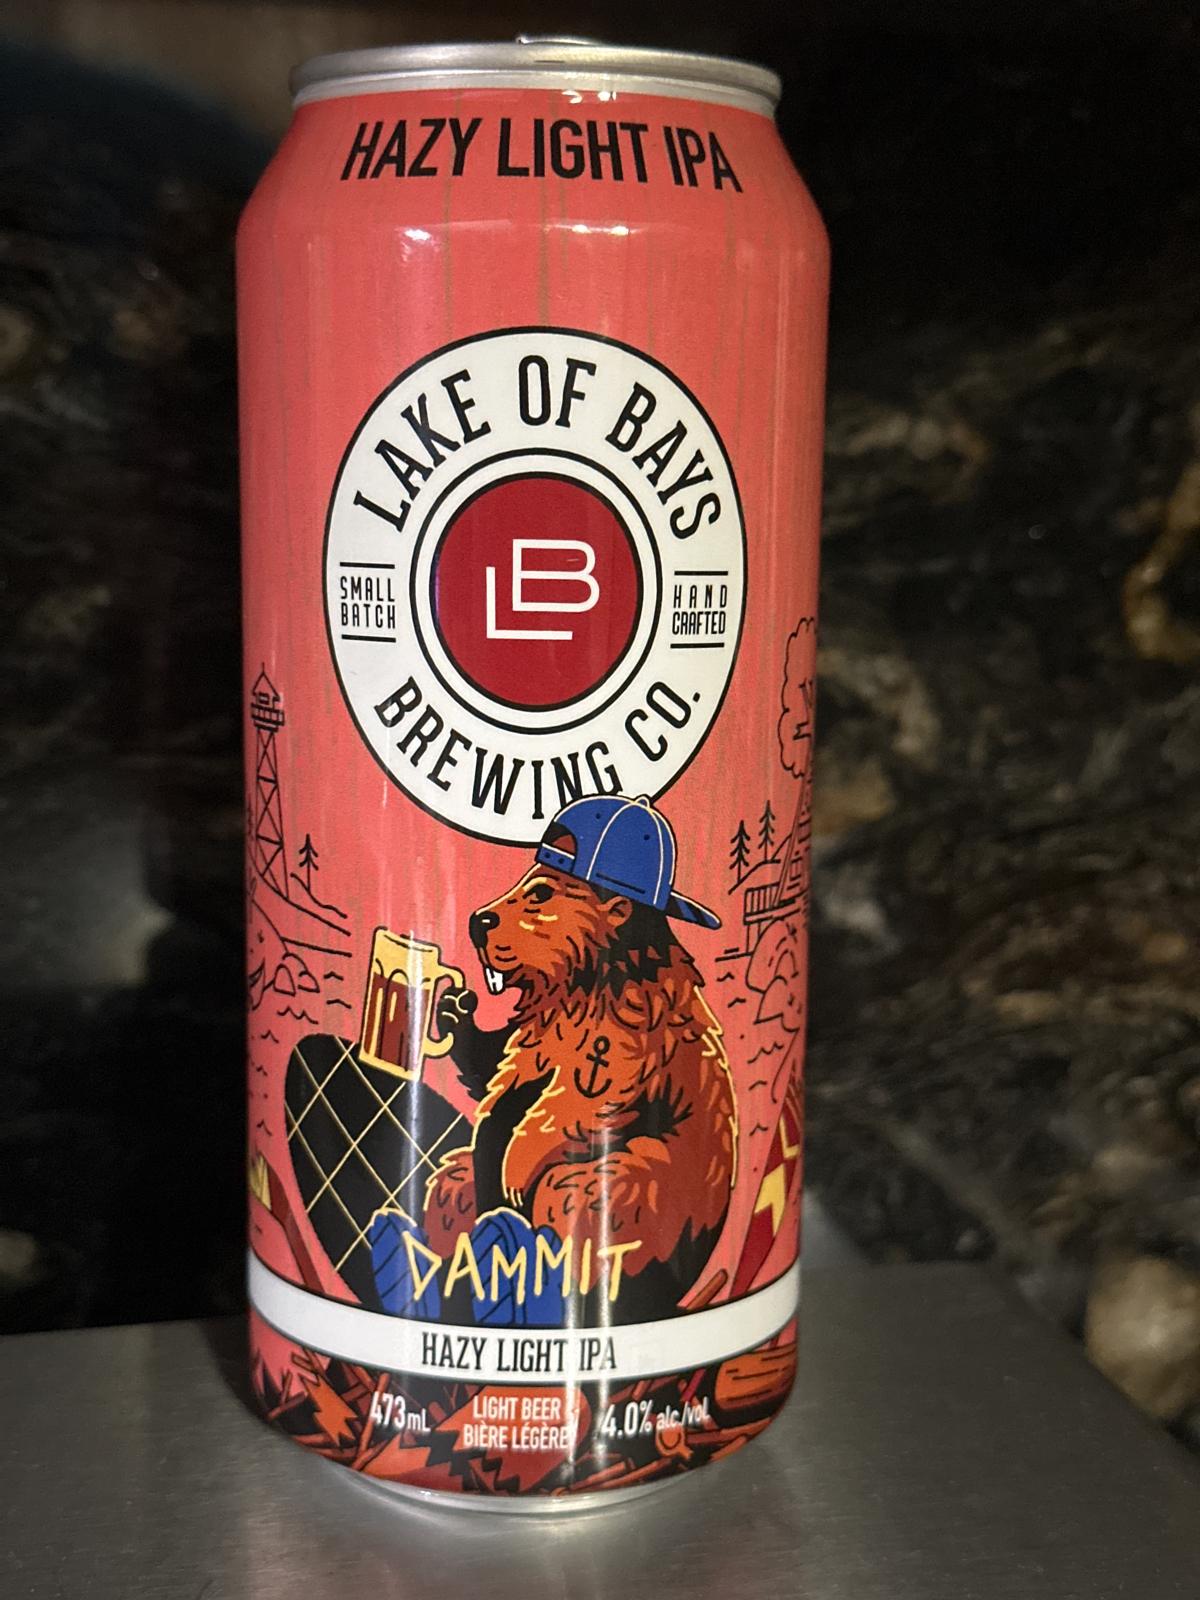 HAZY LIGHT IPA
LAKE OF BAYS
LB
SMALL
BATCH
HAND
CRAFTED
BREWING CO.
DAMMIT
HAZY LIGHT IPA
473mL
LIGHT BEER
BIÈRE LÉGÈRE
4.0% alc./vol